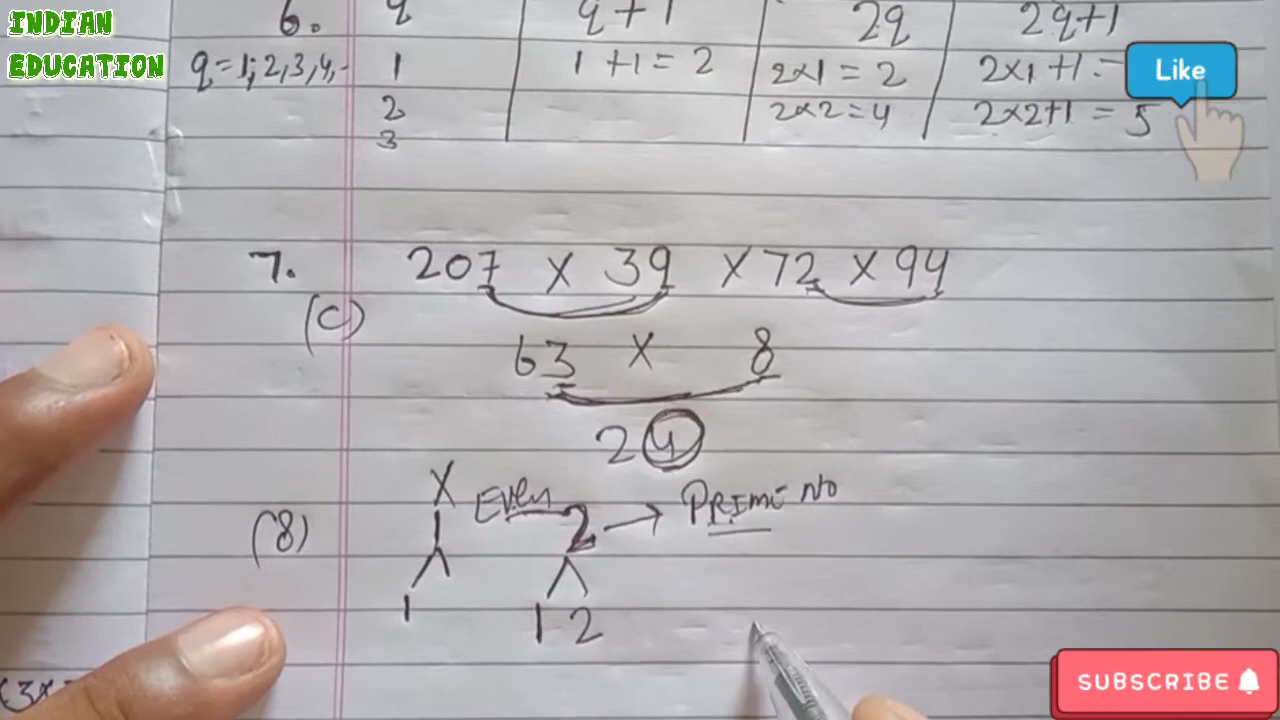 INDIAN
EDUCATION
6. q q+1 2q 2q+1
q=1,2,3,4,- 1 1+1=2 2×1=2 2×1+1=
2 2×2=4 2×2+1=5
3
Like
7. 207 × 39 × 72 × 94
(C)
63 × 8
24
X Even PRIME NO
(8) 1 2 →
1 1 2
SUBSCRIBE